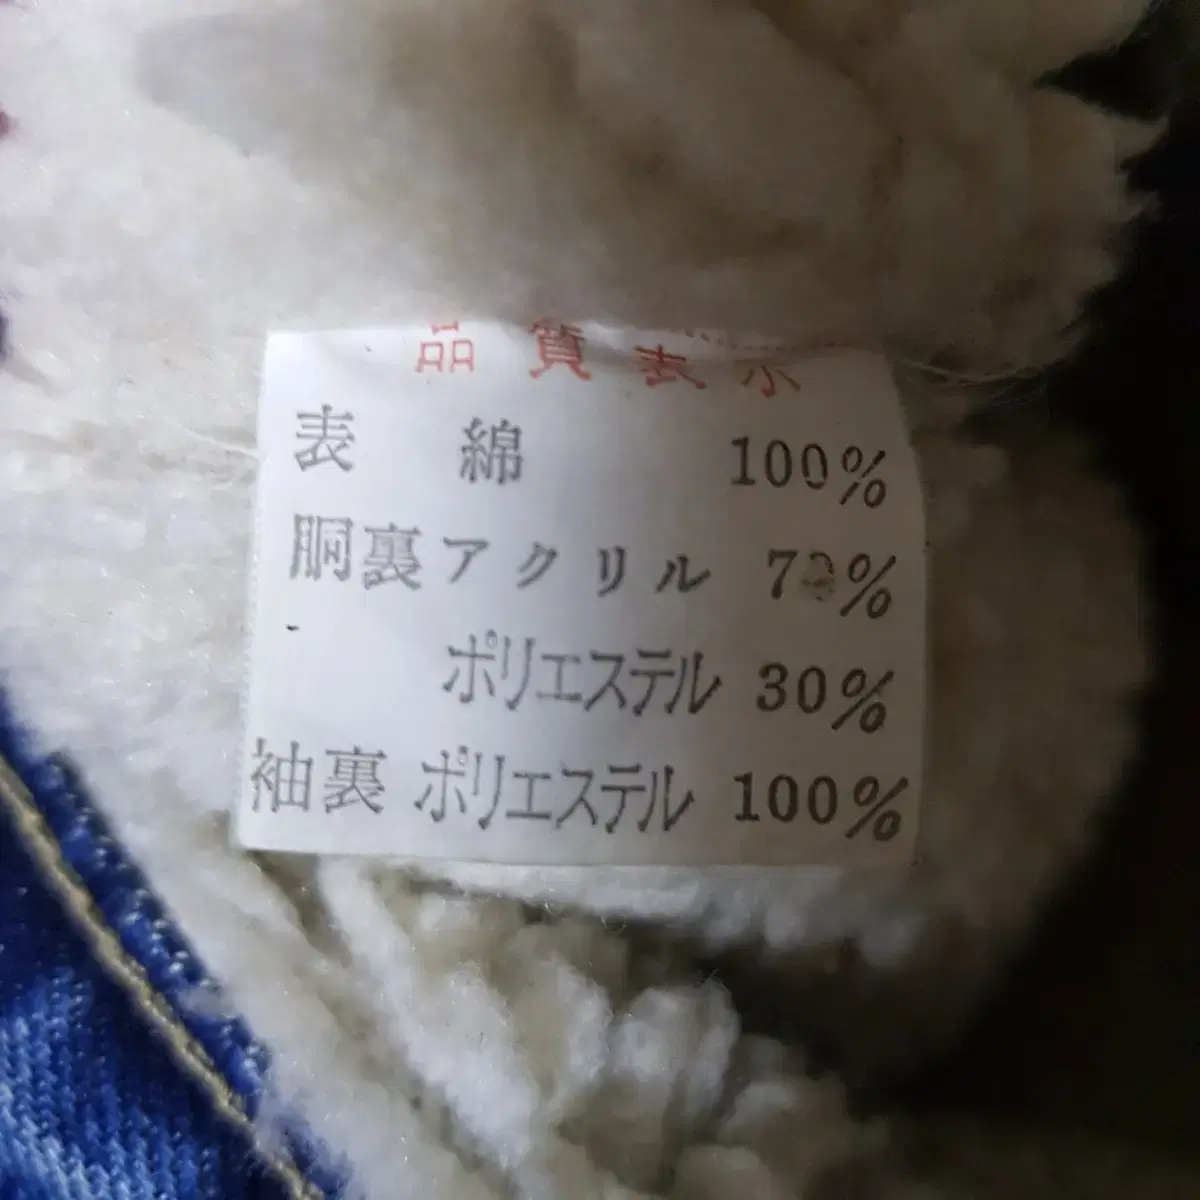 品質表示
表 綿 100%
胴裏 アクリル 70%
ポリエステル 30%
袖裏 ポリエステル 100%